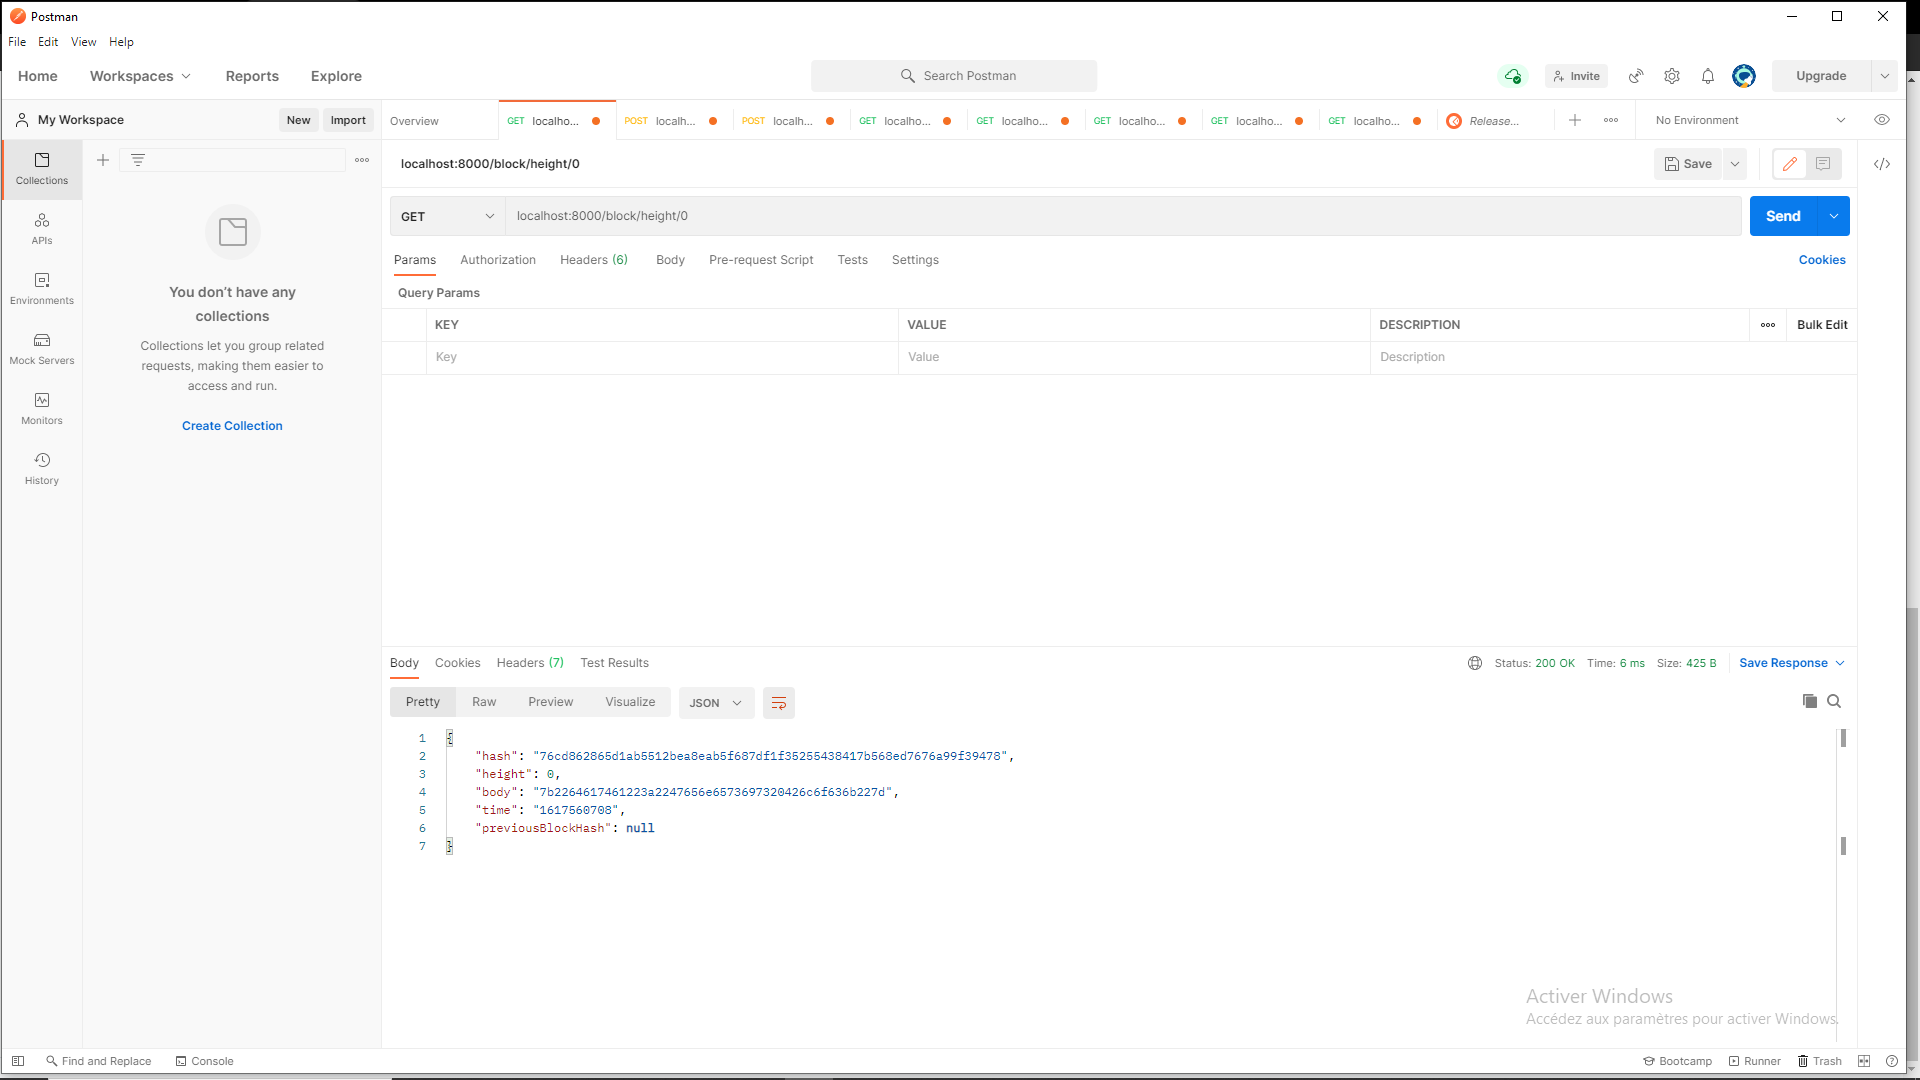 Postman
File Edit View Help
Home Workspaces Reports Explore
Search Postman
Invite
Upgrade
My Workspace
New Import
Overview
GET localho...
POST localh...
POST localh...
GET localho...
GET localho...
GET localho...
GET localho...
GET localho...
Release...
No Environment
Collections
APIs
Environments
Mock Servers
Monitors
History
You don't have any
collections
Collections let you group related
requests, making them easier to
access and run.
Create Collection
localhost:8000/block/height/0
Save
GET localhost:8000/block/height/0
Send
Params Authorization Headers (6) Body Pre-request Script Tests Settings
Cookies
Query Params
KEY VALUE DESCRIPTION Bulk Edit
Key Value Description
Body Cookies Headers (7) Test Results
Status: 200 OK Time: 6 ms Size: 425 B Save Response
Pretty Raw Preview Visualize JSON
1 {
2 "hash": "76cd862865d1ab5512bea8eab5f687df1f35255438417b568ed7676a99f39478",
3 "height": 0,
4 "body": "7b2264617461223a2247656e6573697320426c6f636b227d",
5 "time": "1617560708",
6 "previousBlockHash": null
7 }
Activer Windows
Accédez aux paramètres pour activer Windows.
Find and Replace Console
Bootcamp Runner Trash